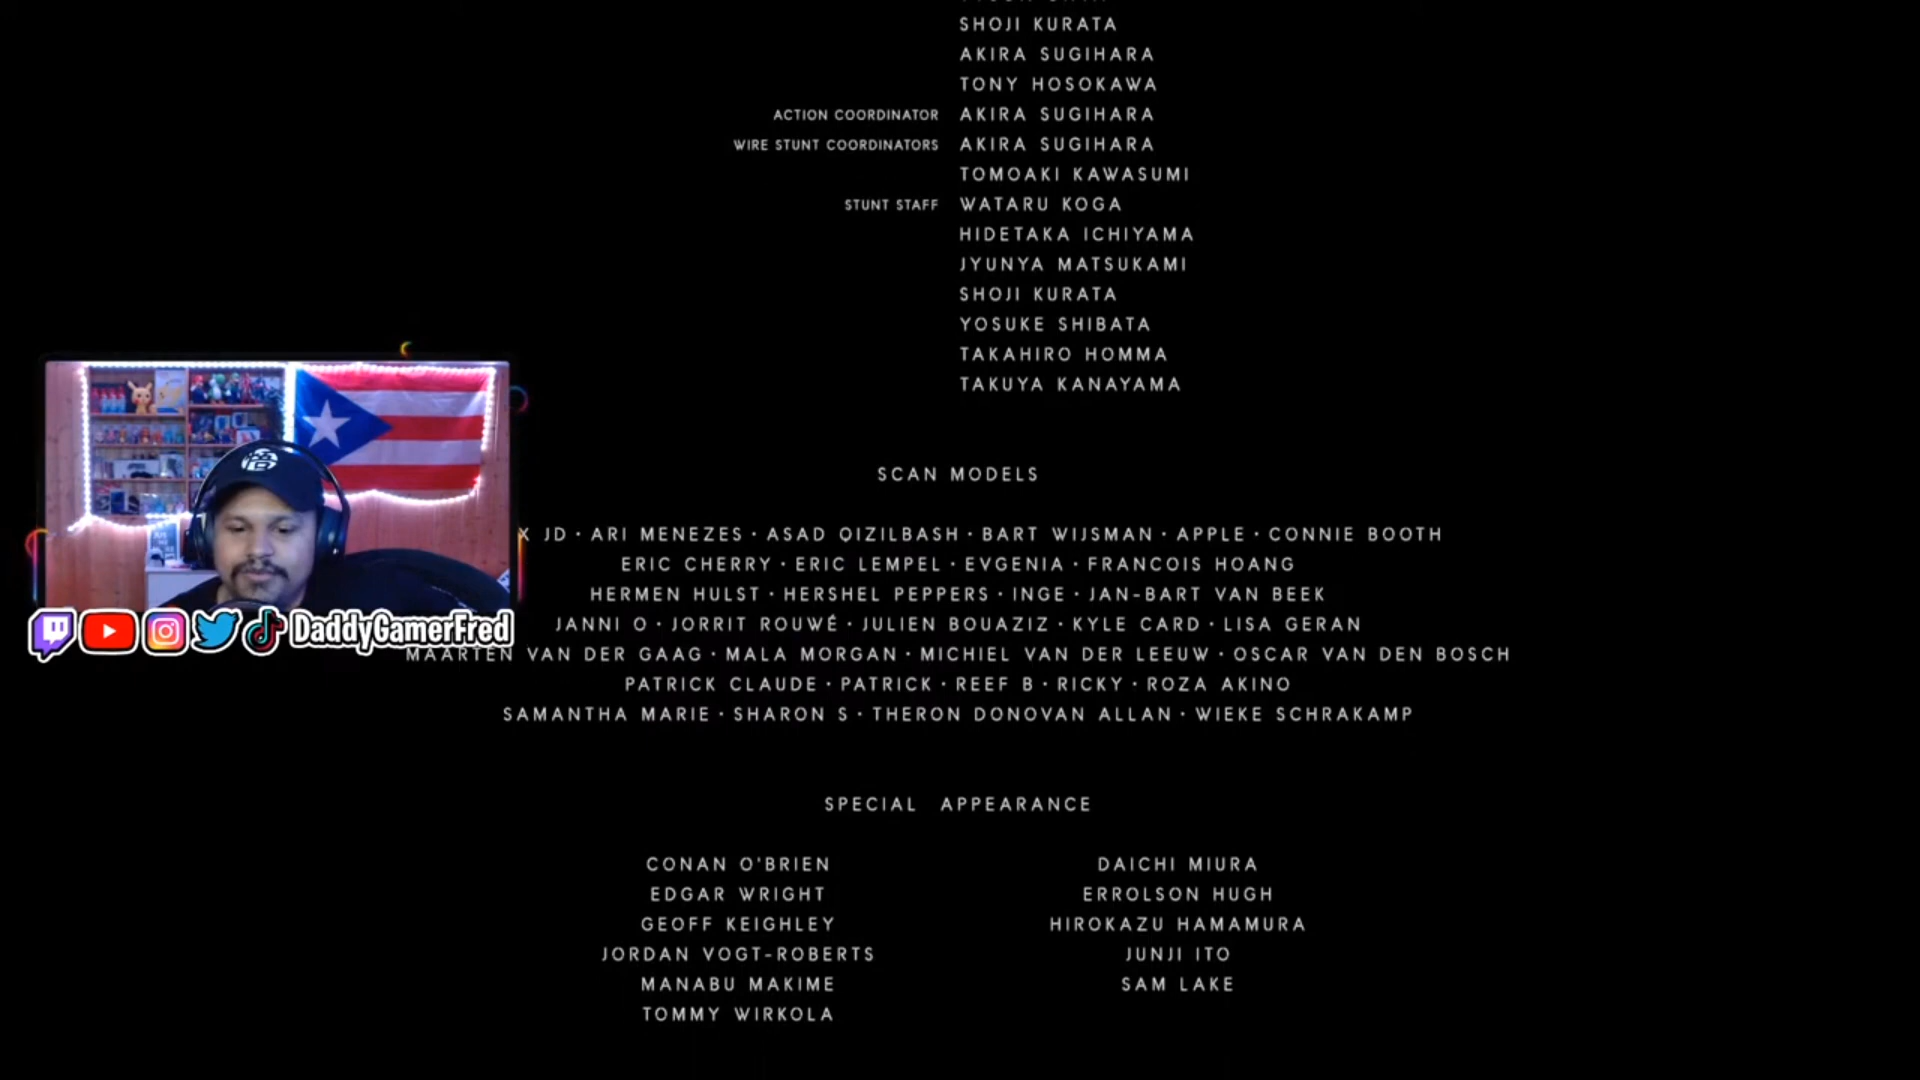 SHOJI KURATA
AKIRA SUGIHARA
TONY HOSOKAWA
ACTION COORDINATOR AKIRA SUGIHARA
WIRE STUNT COORDINATORS AKIRA SUGIHARA
TOMOAKI KAWASUMI
STUNT STAFF WATARU KOGA
HIDETAKA ICHIYAMA
JYUNYA MATSUKAMI
SHOJI KURATA
YOSUKE SHIBATA
TAKAHIRO HOMMA
TAKUYA KANAYAMA
SCAN MODELS
JD · ARI MENEZES · ASAD QIZILBASH · BART WIJSMAN · APPLE · CONNIE BOOTH
ERIC CHERRY · ERIC LEMPEL · EVGENIA · FRANCOIS HOANG
HERMEN HULST · HERSHEL PEPPERS · INGE · JAN-BART VAN BEEK
JANNI O · JORRIT ROUWÉ · JULIEN BOUAZIZ · KYLE CARD · LISA GERAN
DaddyGamerFred
MAARTEN VAN DER GAAG · MALA MORGAN · MICHIEL VAN DER LEEUW · OSCAR VAN DEN BOSCH
PATRICK CLAUDE · PATRICK · REEF B · RICKY · ROZA AKINO
SAMANTHA MARIE · SHARON S · THERON DONOVAN ALLAN · WIEKE SCHRAKAMP
SPECIAL APPEARANCE
CONAN O'BRIEN DAICHI MIURA
EDGAR WRIGHT ERROLSON HUGH
GEOFF KEIGHLEY HIROKAZU HAMAMURA
JORDAN VOGT-ROBERTS JUNJI ITO
MANABU MAKIME SAM LAKE
TOMMY WIRKOLA